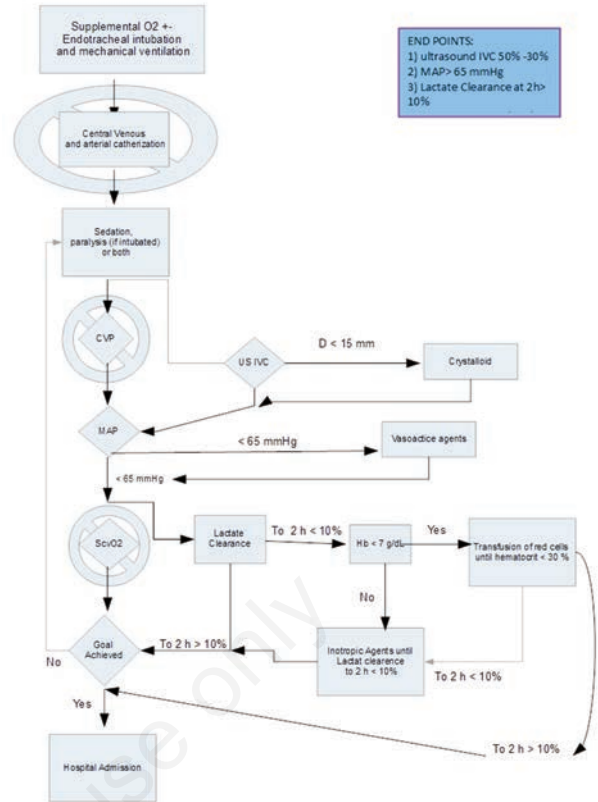 Supplemental O2 +-
Endotracheal intubation
and mechanical ventilation
END POINTS:
1) ultrasound IVC 50% -30%
2) MAP> 65 mmHg
3) Lactate Clearance at 2h>
10%
Central Venous
and arterial catherization
Sedation,
paralysis (if intubated)
or both
CVP
US IVC
D < 15 mm
Crystalloid
MAP
< 65 mmHg
Vasoactice agents
< 65 mmHg
ScvO2
Lactate
Clearance
To 2 h < 10%
Hb < 7 g/dL
Yes
Transfusion of red cells
until hematocrit < 30 %
No
Goal
Achieved
No
To 2 h > 10%
Inotropic Agents until
Lactat clearence
to 2 h < 10%
To 2 h < 10%
Yes
Hospital Admission
To 2 h > 10%
use only